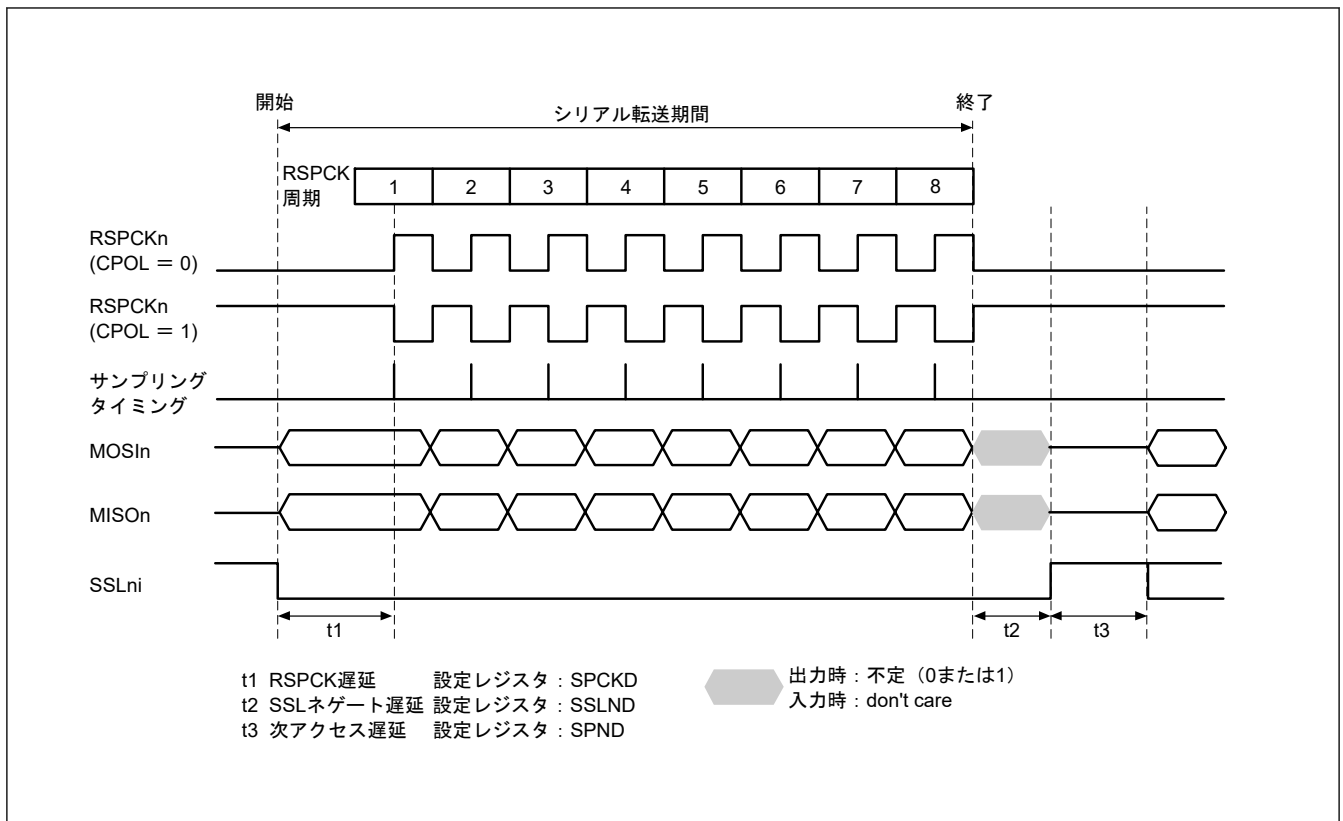 開始
終了
シリアル転送期間
RSPCK
周期
1 2 3 4 5 6 7 8
RSPCKn
(CPOL = 0)
RSPCKn
(CPOL = 1)
サンプリング
タイミング
MOSIn
MISOn
SSLni
t1
t2
t3
t1 RSPCK遅延 設定レジスタ：SPCKD
t2 SSLネゲート遅延 設定レジスタ：SSLND
t3 次アクセス遅延 設定レジスタ：SPND
出力時：不定（0または1）
入力時：don't care